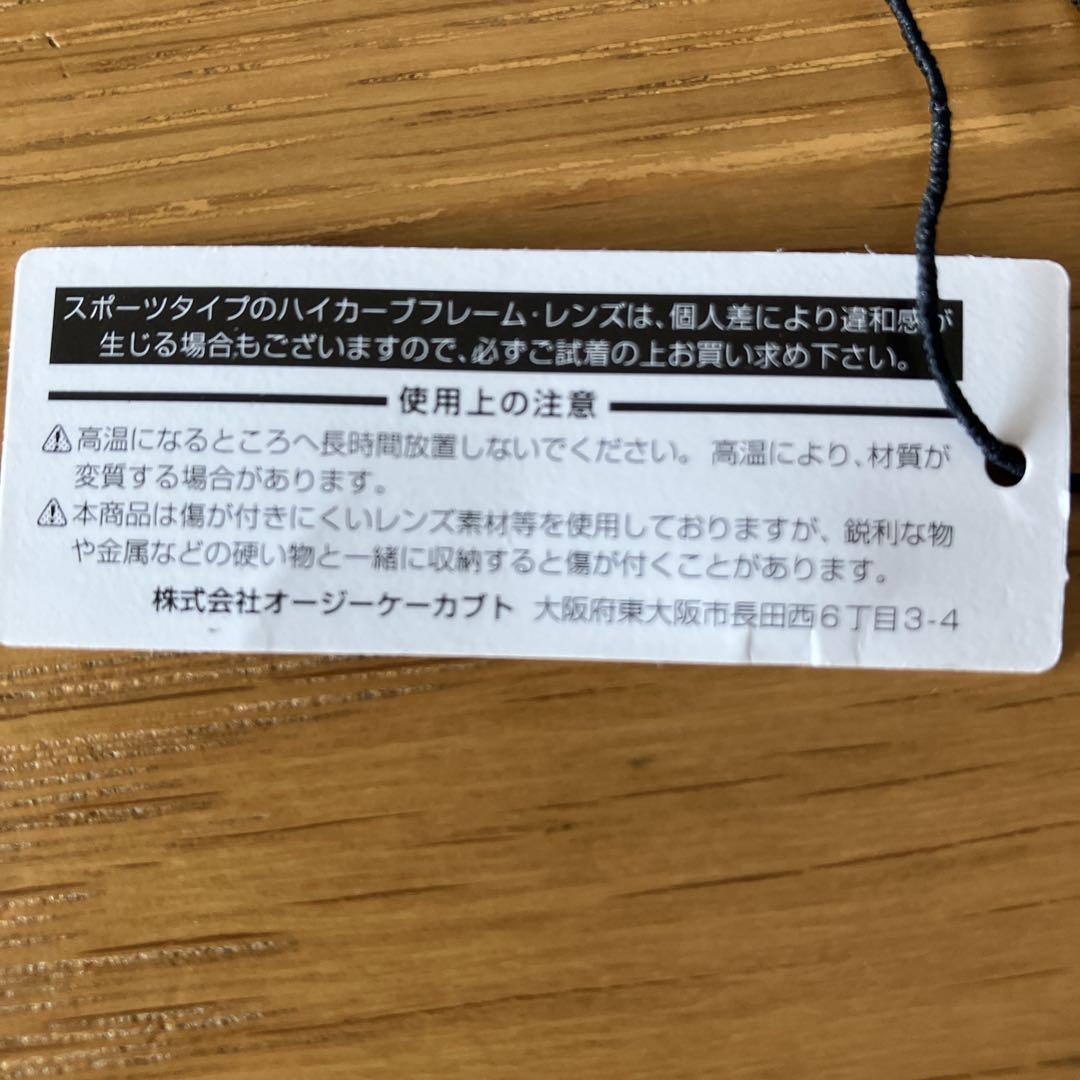 スポーツタイプのハイカーブフレーム・レンズは、個人差により違和感が
生じる場合もございますので、必ずご試着の上お買い求め下さい。
使用上の注意
高温になるところへ長時間放置しないでください。高温により、材質が
変質する場合があります。
本商品は傷が付きにくいレンズ素材等を使用しておりますが、鋭利な物
や金属などの硬い物と一緒に収納すると傷が付くことがあります。
株式会社オージーケーカブト 大阪府東大阪市長田西6丁目3-4